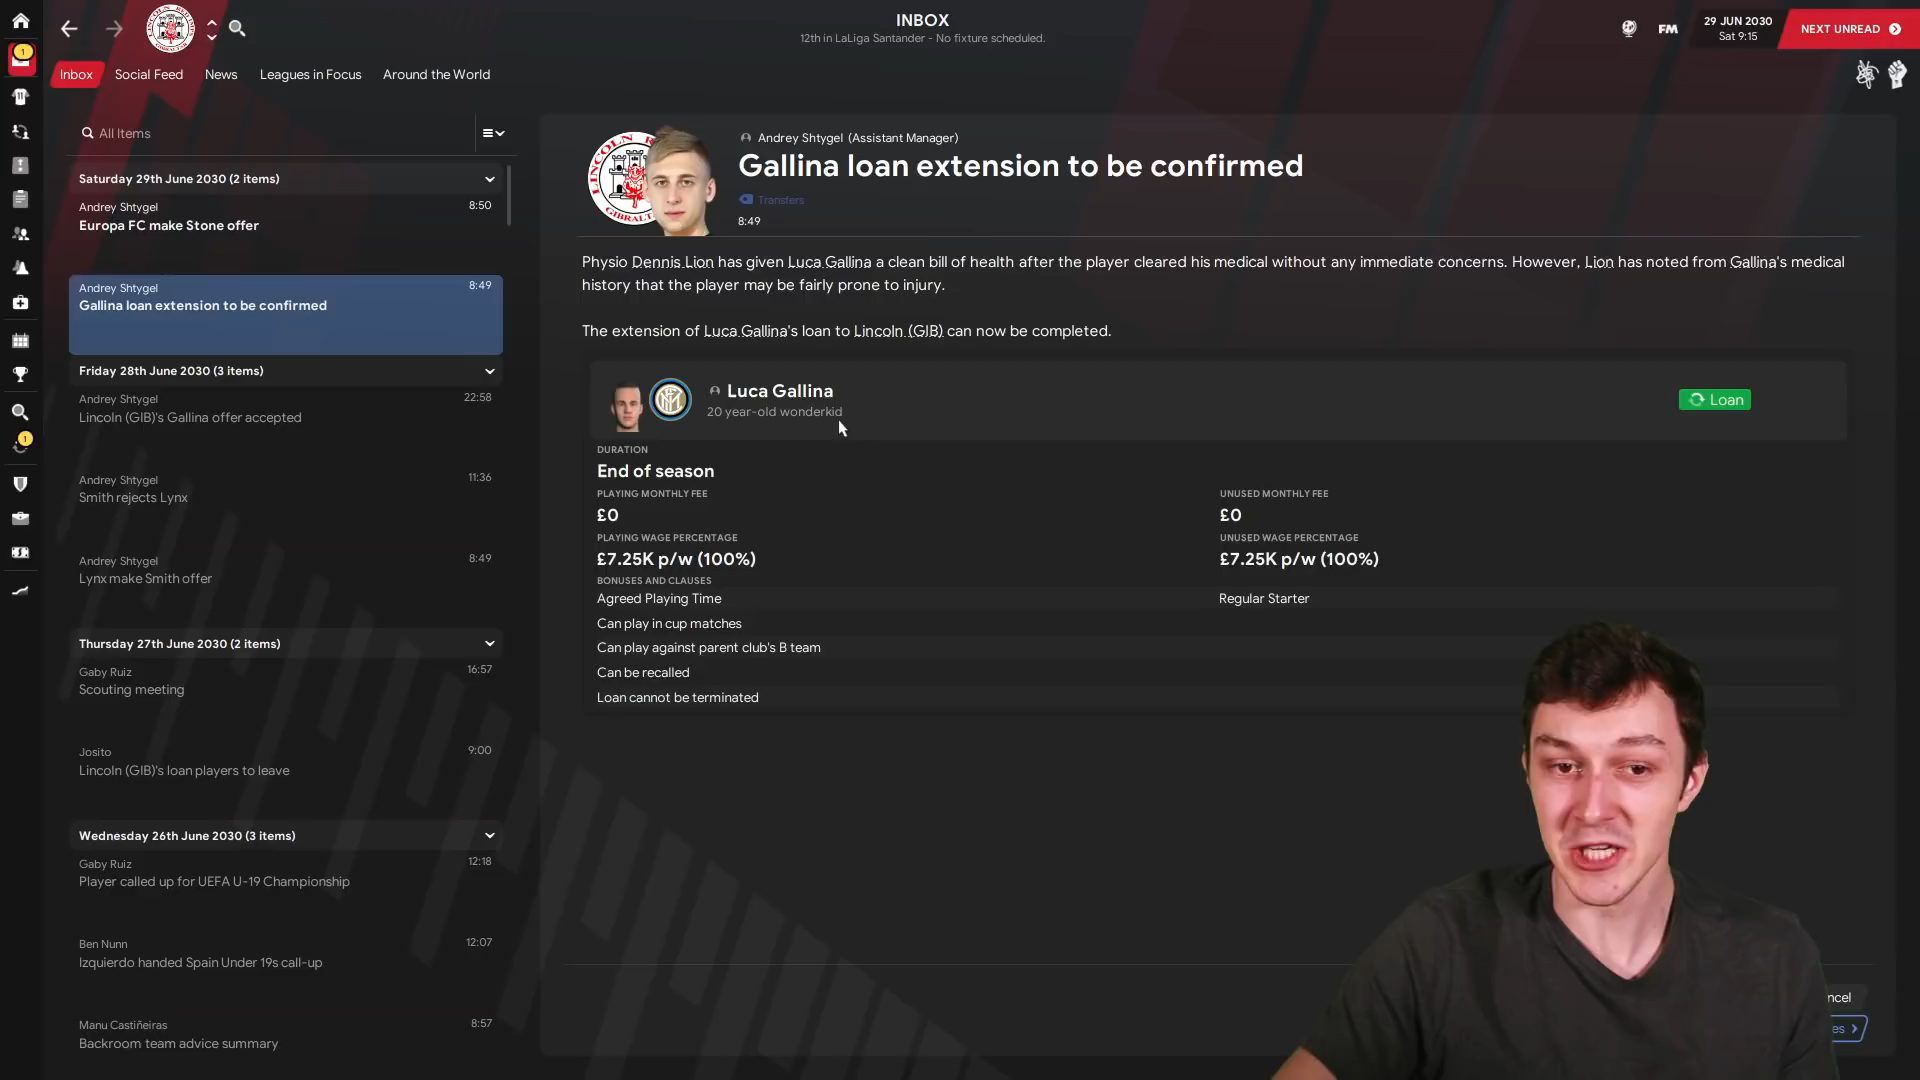 INBOX
12th in LaLiga Santander - No fixture scheduled.
FM
29 JUN 2030
Sat 9:15
NEXT UNREAD
1
Inbox
Social Feed
News
Leagues in Focus
Around the World
All Items
Saturday 29th June 2030 (2 items)
Andrey Shtygel
8:50
Europa FC make Stone offer
Andrey Shtygel
8:49
Gallina loan extension to be confirmed
Friday 28th June 2030 (3 items)
Andrey Shtygel
22:58
Lincoln (GIB)'s Gallina offer accepted
1
Andrey Shtygel
11:36
Smith rejects Lynx
Andrey Shtygel
8:49
Lynx make Smith offer
Thursday 27th June 2030 (2 items)
Gaby Ruiz
16:57
Scouting meeting
Josito
9:00
Lincoln (GIB)'s loan players to leave
Wednesday 26th June 2030 (3 items)
Gaby Ruiz
12:18
Player called up for UEFA U-19 Championship
Ben Nunn
12:07
Izquierdo handed Spain Under 19s call-up
Manu Castiñeiras
8:57
Backroom team advice summary
LINCOLN RED
GIBRALT
Andrey Shtygel (Assistant Manager)
Gallina loan extension to be confirmed
Transfers
8:49
Physio Dennis Lion has given Luca Gallina a clean bill of health after the player cleared his medical without any immediate concerns. However, Lion has noted from Gallina's medical
history that the player may be fairly prone to injury.
The extension of Luca Gallina's loan to Lincoln (GIB) can now be completed.
Luca Gallina
20 year-old wonderkid
Loan
DURATION
End of season
PLAYING MONTHLY FEE
UNUSED MONTHLY FEE
£0
£0
PLAYING WAGE PERCENTAGE
UNUSED WAGE PERCENTAGE
£7.25K p/w (100%)
£7.25K p/w (100%)
BONUSES AND CLAUSES
Agreed Playing Time
Regular Starter
Can play in cup matches
Can play against parent club's B team
Can be recalled
Loan cannot be terminated
ncel
es